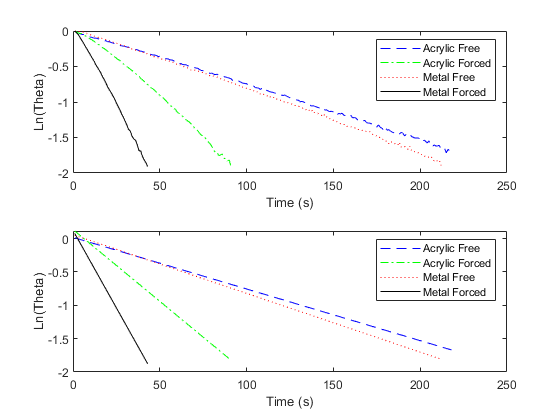 0
-0.5
-1
-1.5
-2
Ln(Theta)
0
50
100
150
200
250
Time (s)
Acrylic Free
Acrylic Forced
Metal Free
Metal Forced
0
-0.5
-1
-1.5
-2
Ln(Theta)
0
50
100
150
200
250
Time (s)
Acrylic Free
Acrylic Forced
Metal Free
Metal Forced